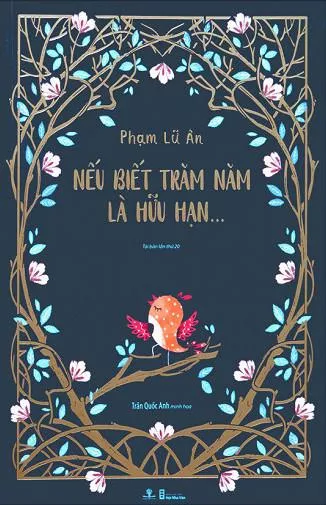 Phạm Lữ Ân
NẾU BIẾT TRĂM NĂM
LÀ HỮU HẠN...
Tái bản lần thứ 20
Trần Quốc Anh minh họa